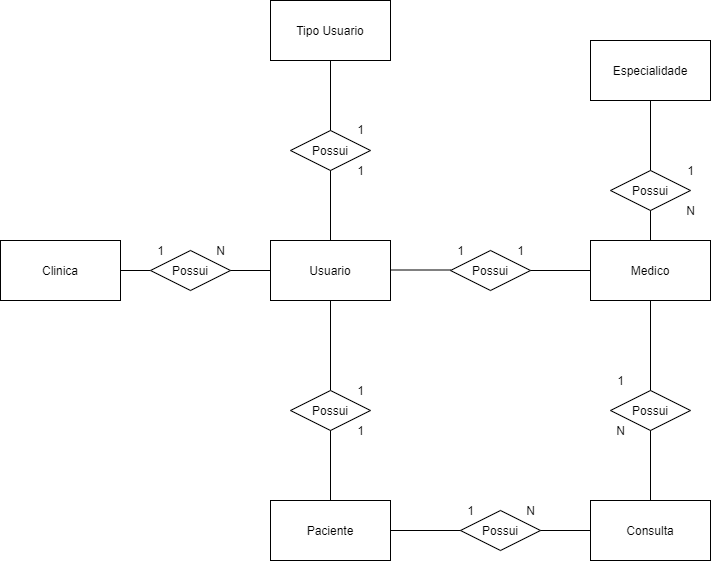 Tipo Usuario
Especialidade
1
Possui
1
1
Possui
N
Clinica
1
N
Possui
Usuario
1
1
Possui
Medico
1
Possui
1
1
Possui
N
Paciente
1
N
Possui
Consulta